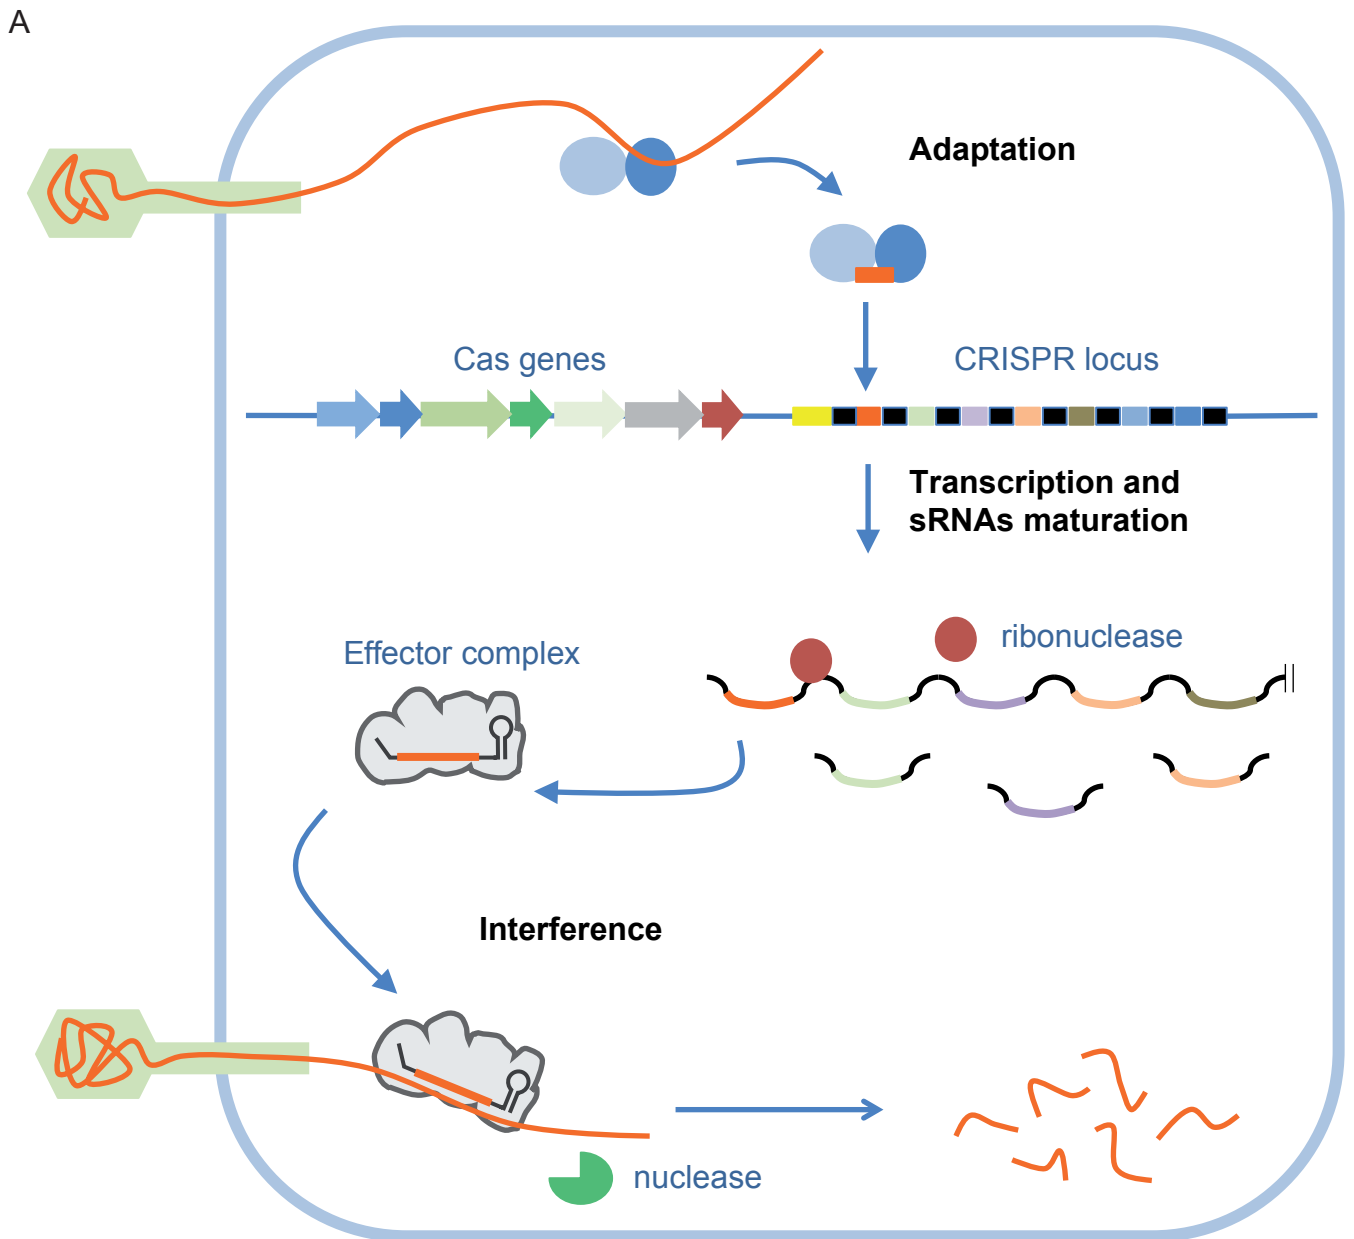 A
Adaptation
Cas genes
CRISPR locus
Transcription and
sRNAs maturation
ribonuclease
Effector complex
Interference
nuclease